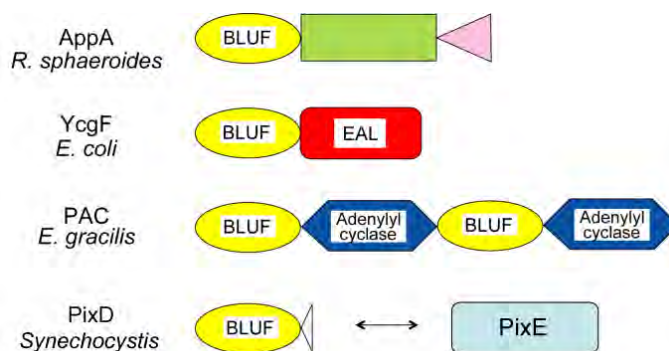 AppA
R. sphaeroides
BLUF
YcgF
E. coli
BLUF
EAL
PAC
E. gracilis
BLUF
Adenylyl
cyclase
BLUF
Adenylyl
cyclase
PixD
Synechocystis
BLUF
PixE